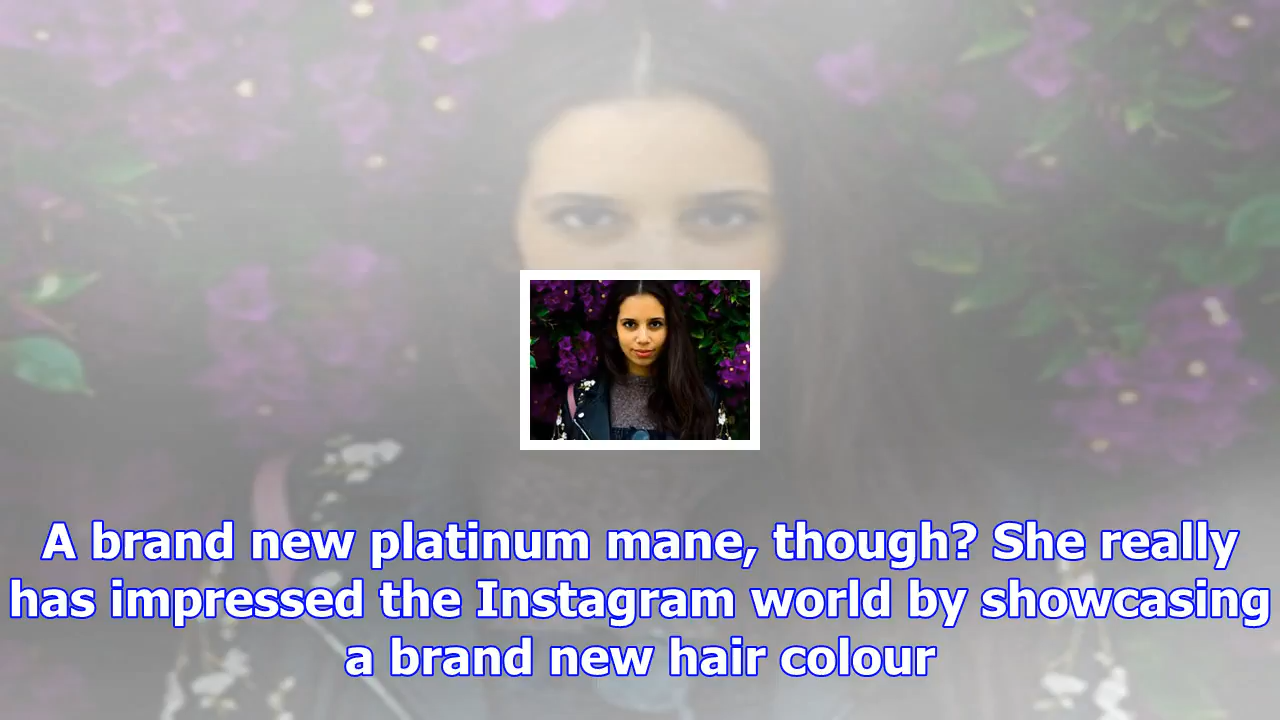 A brand new platinum mane, though? She really
has impressed the Instagram world by showcasing
a brand new hair colour